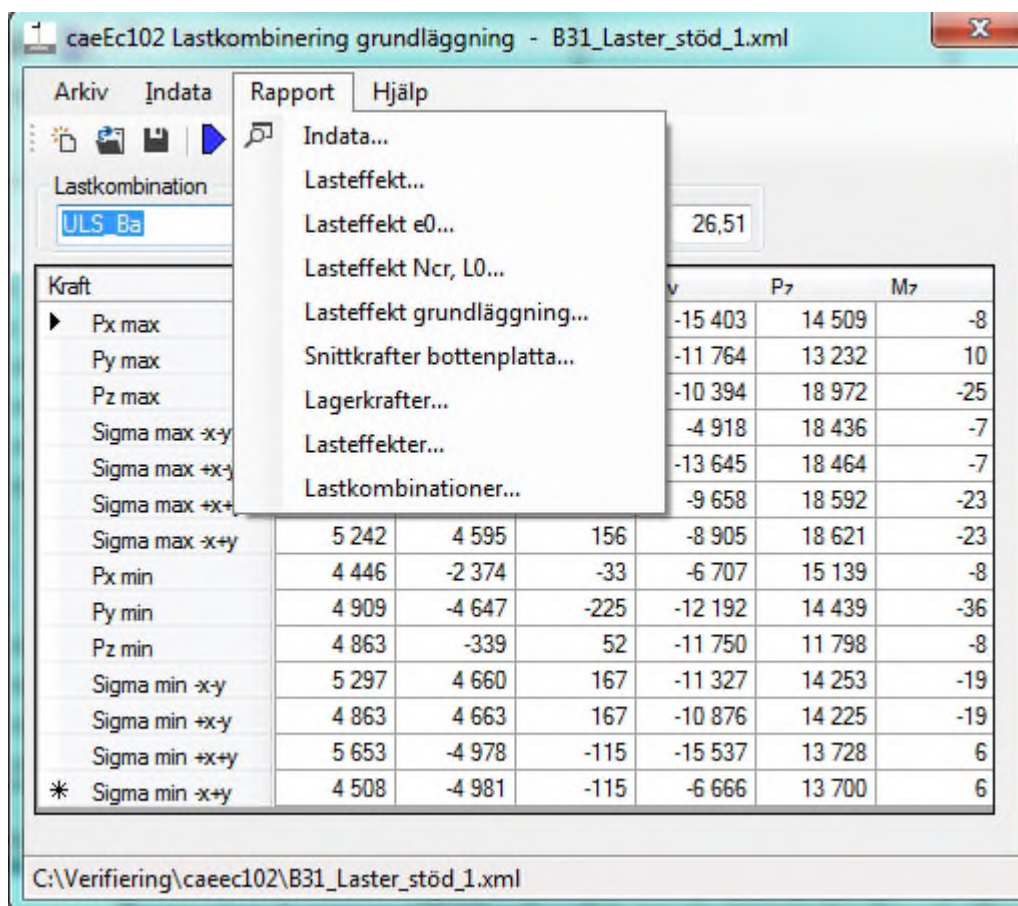 caeEc102 Lastkombinering grundläggning - B31_Laster_stöd_1.xml
Arkiv Indata Rapport Hjälp
Indata...
Lasteffekt...
Lasteffekt e0...
Lasteffekt Ncr, L0...
Lasteffekt grundläggning...
Snittkrafter bottenplatta...
Lagerkrafter...
Lasteffekter...
Lastkombinationer...
Lastkombination
ULS_Ba 26,51
Kraft Pz Mz
Px max -15 403 14 509 -8
Py max -11 764 13 232 10
Pz max -10 394 18 972 -25
Sigma max -x-y -4 918 18 436 -7
Sigma max +x-y -13 645 18 464 -7
Sigma max +x+y -9 658 18 592 -23
Sigma max -x+y 5 242 4 595 156 -8 905 18 621 -23
Px min 4 446 -2 374 -33 -6 707 15 139 -8
Py min 4 909 -4 647 -225 -12 192 14 439 -36
Pz min 4 863 -339 52 -11 750 11 798 -8
Sigma min -x-y 5 297 4 660 167 -11 327 14 253 -19
Sigma min +x-y 4 863 4 663 167 -10 876 14 225 -19
Sigma min +x+y 5 653 -4 978 -115 -15 537 13 728 6
Sigma min -x+y 4 508 -4 981 -115 -6 666 13 700 6
C:\Verifiering\caeec102\B31_Laster_stöd_1.xml